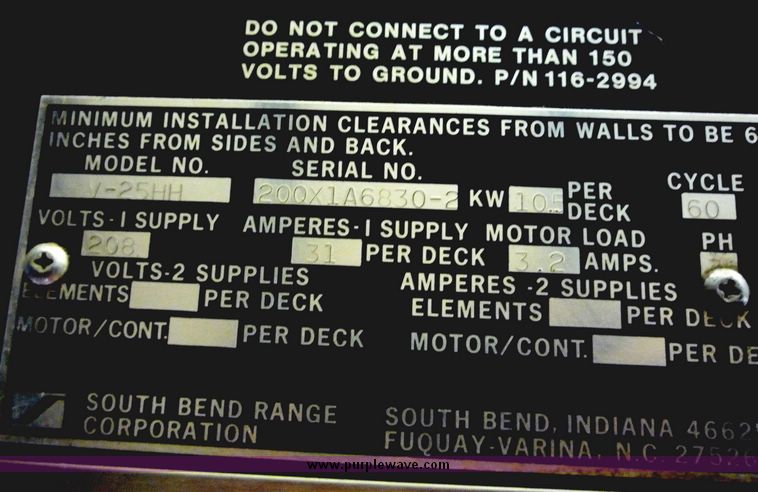 DO NOT CONNECT TO A CIRCUIT
OPERATING AT MORE THAN 150
VOLTS TO GROUND. P/N 116-2994
MINIMUM INSTALLATION CLEARANCES FROM WALLS TO BE 6
INCHES FROM SIDES AND BACK.
MODEL NO. SERIAL NO. CYCLE
V-25HH 200X1A6830-2 KW 10.5 PER DECK 60
VOLTS-1 SUPPLY AMPERES-1 SUPPLY MOTOR LOAD PH
208 31 PER DECK 3.2 AMPS.
VOLTS-2 SUPPLIES AMPERES -2 SUPPLIES
ELEMENTS PER DECK ELEMENTS PER DECK
MOTOR/CONT. PER DECK MOTOR/CONT. PER DE
SOUTH BEND RANGE CORPORATION
SOUTH BEND, INDIANA 4662
FUQUAY-VARINA, N.C. 27526
www.purplewave.com